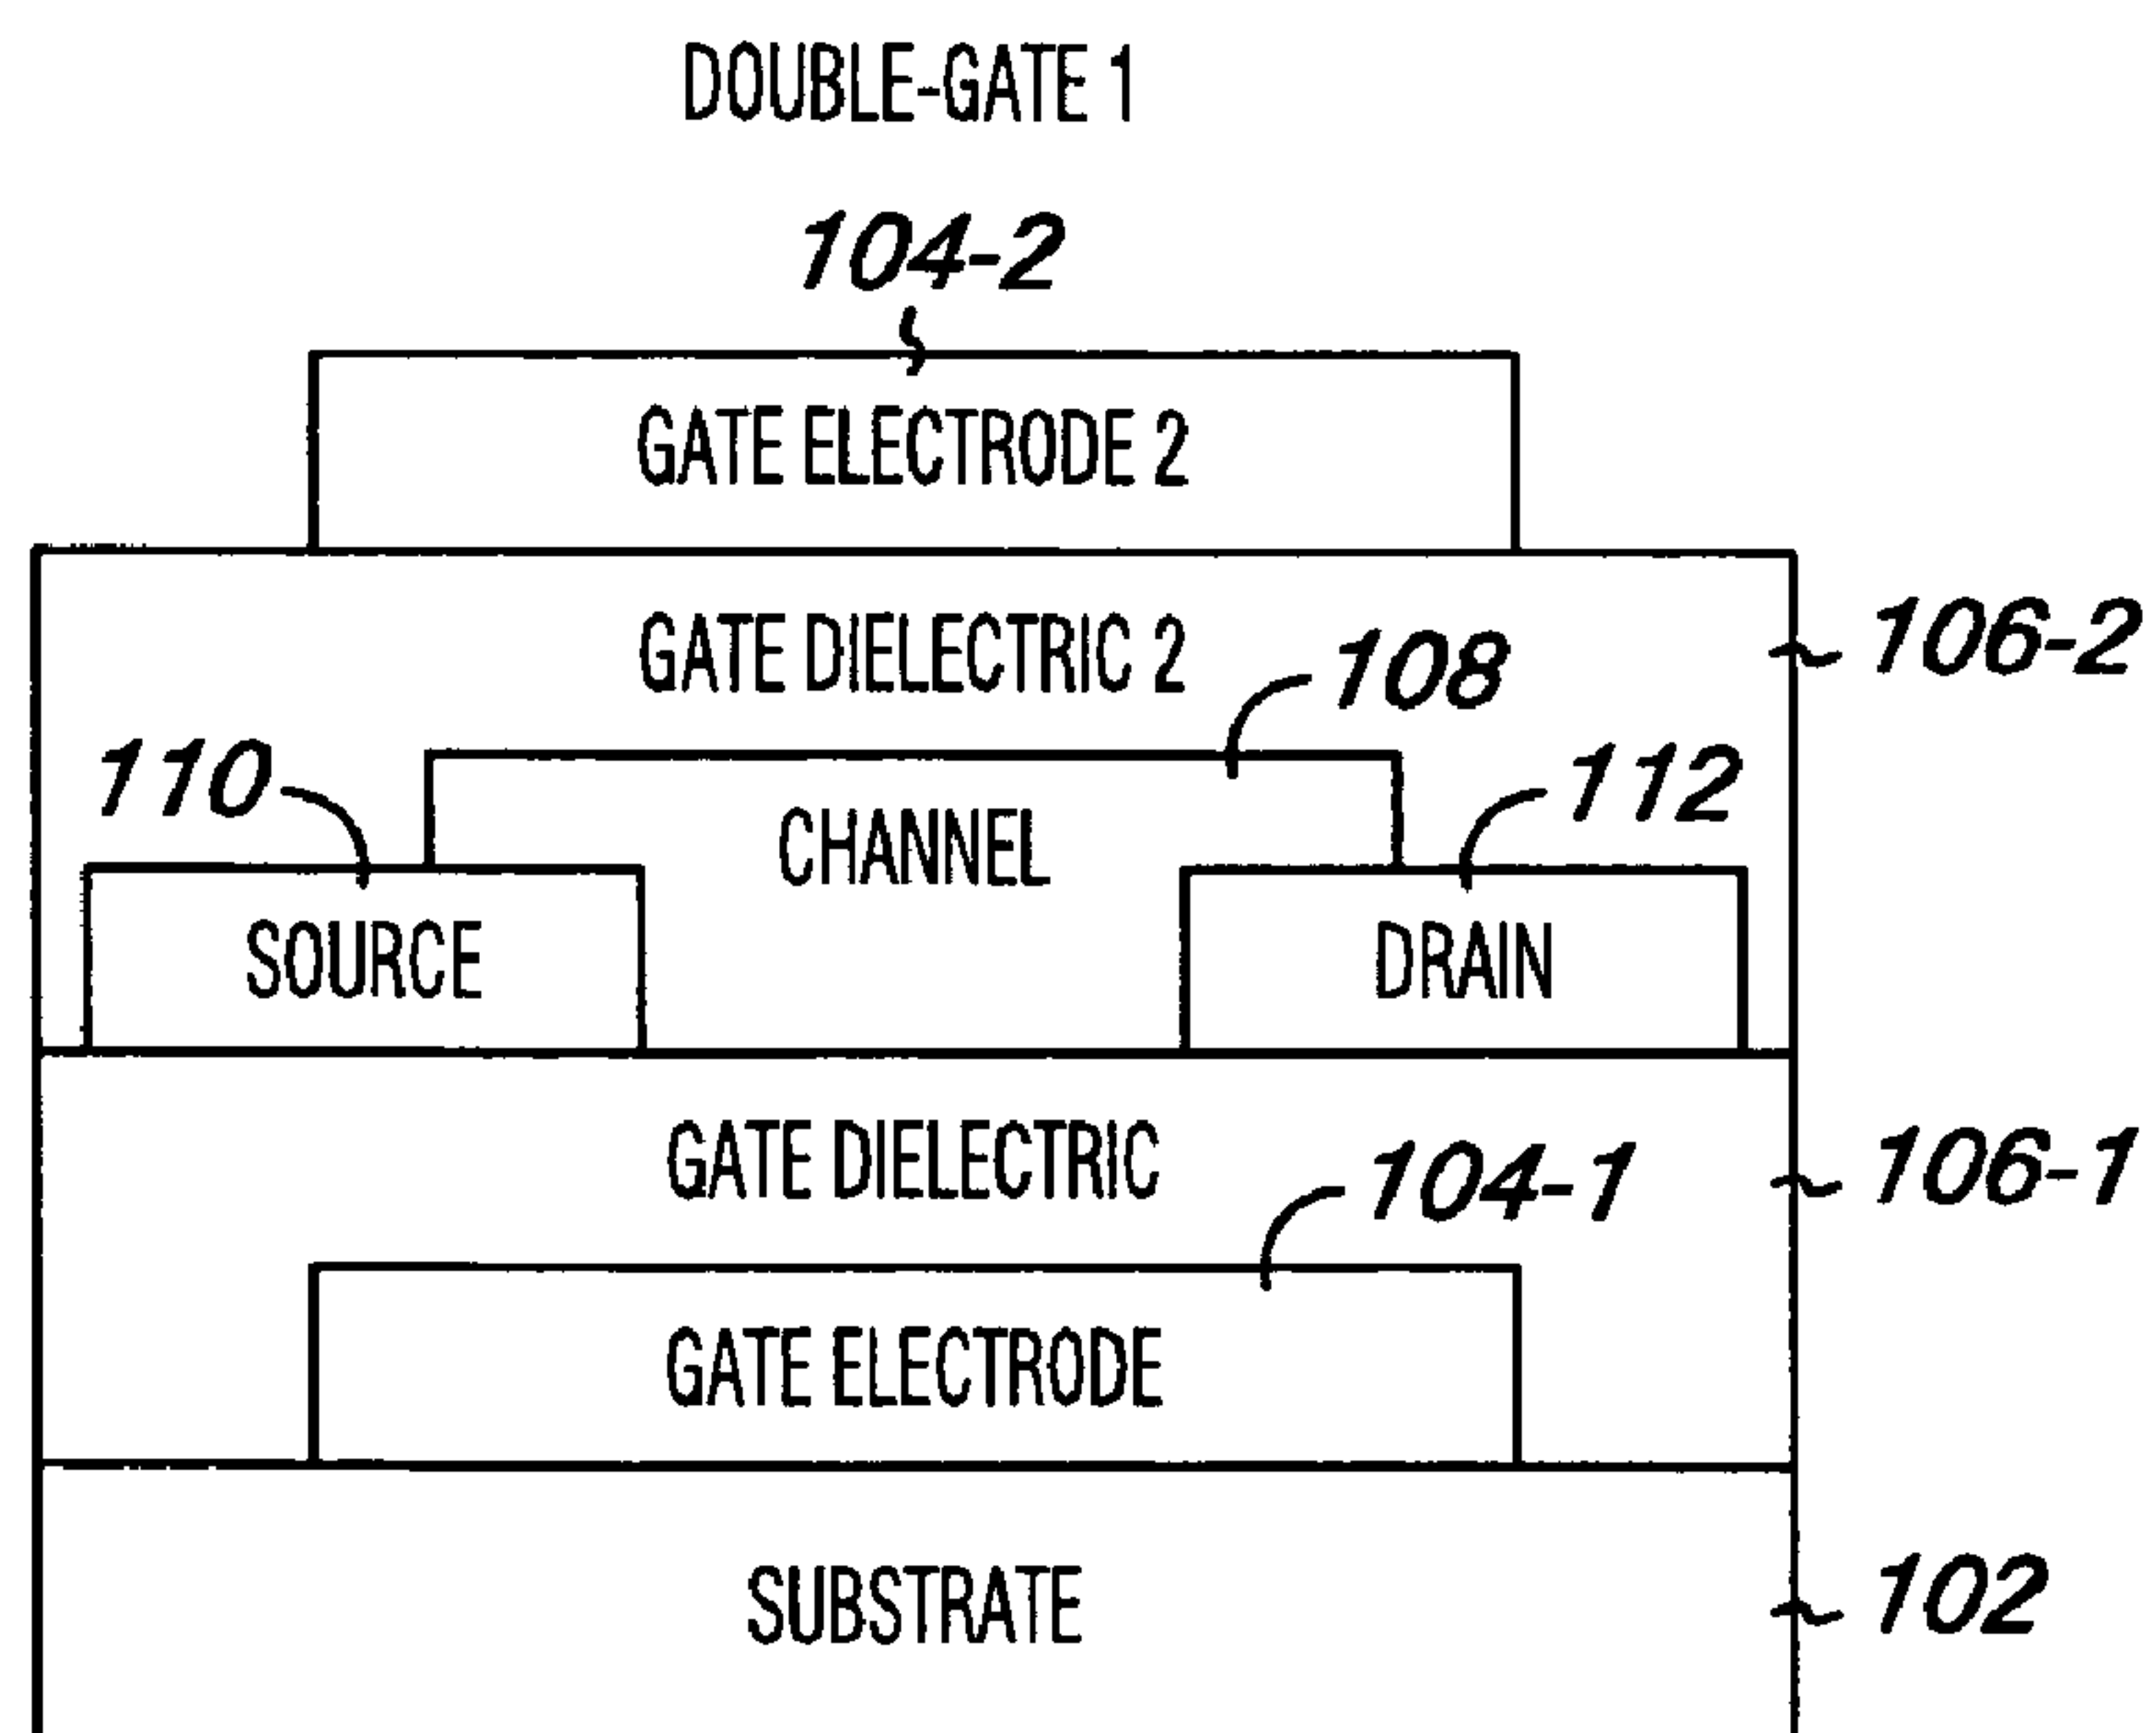 DOUBLE-GATE 1
104-2
GATE ELECTRODE 2
GATE DIELECTRIC 2
106-2
108
110
112
CHANNEL
SOURCE
DRAIN
GATE DIELECTRIC
104-1
106-1
GATE ELECTRODE
SUBSTRATE
102